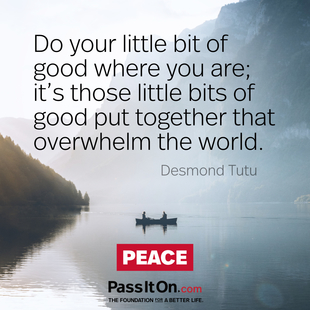 Do your little bit of
good where you are;
it's those little bits of
good put together that
overwhelm the world.
Desmond Tutu
PEACE
PassItOn.com
THE FOUNDATION FOR A BETTER LIFE.